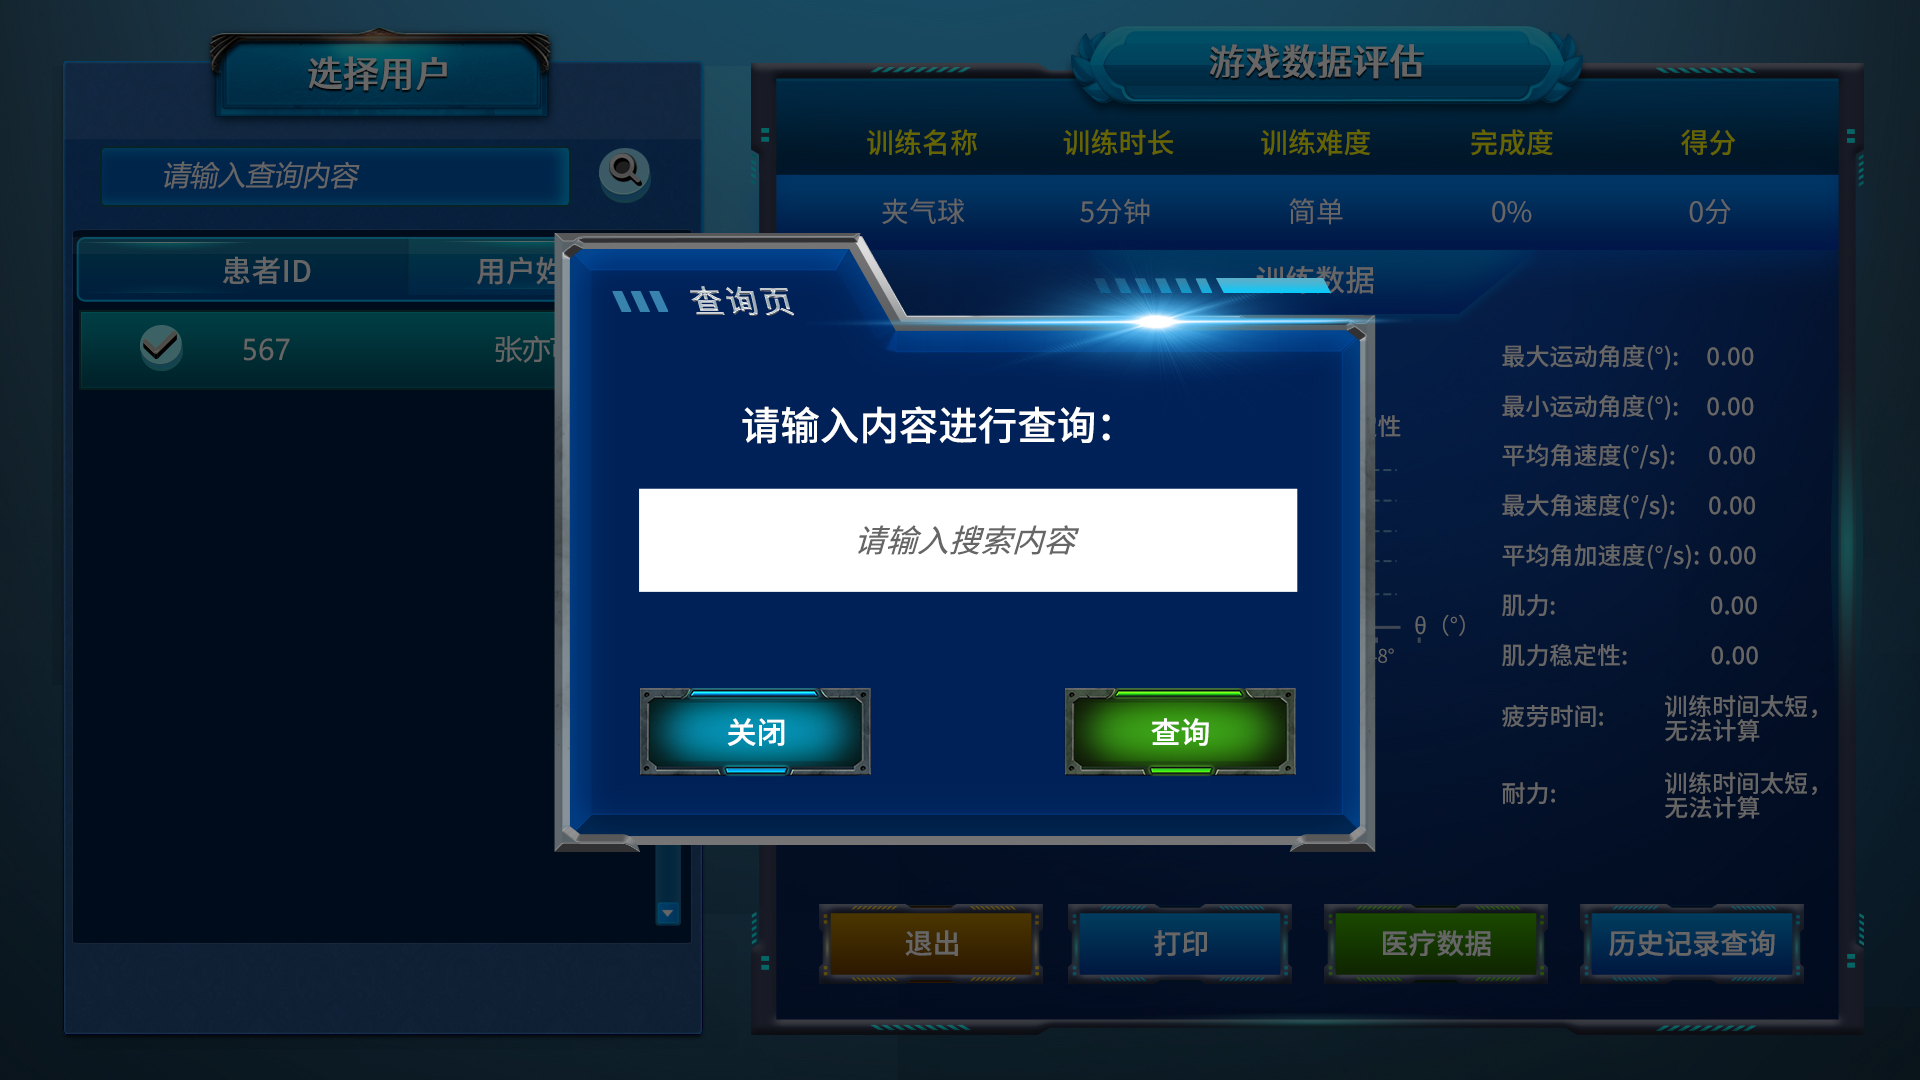 选择用户
请输入查询内容
患者ID
567
张亦
游戏数据评估
训练名称 训练时长 训练难度 完成度 得分
夹气球 5分钟 简单 0% 0分
训练数据
查询页
请输入内容进行查询：
请输入搜索内容
关闭 查询
性
θ（°）
8°
最大运动角度(°): 0.00
最小运动角度(°): 0.00
平均角速度(°/s): 0.00
最大角速度(°/s): 0.00
平均角加速度(°/s): 0.00
肌力: 0.00
肌力稳定性: 0.00
疲劳时间: 训练时间太短，
无法计算
耐力: 训练时间太短，
无法计算
退出 打印 医疗数据 历史记录查询